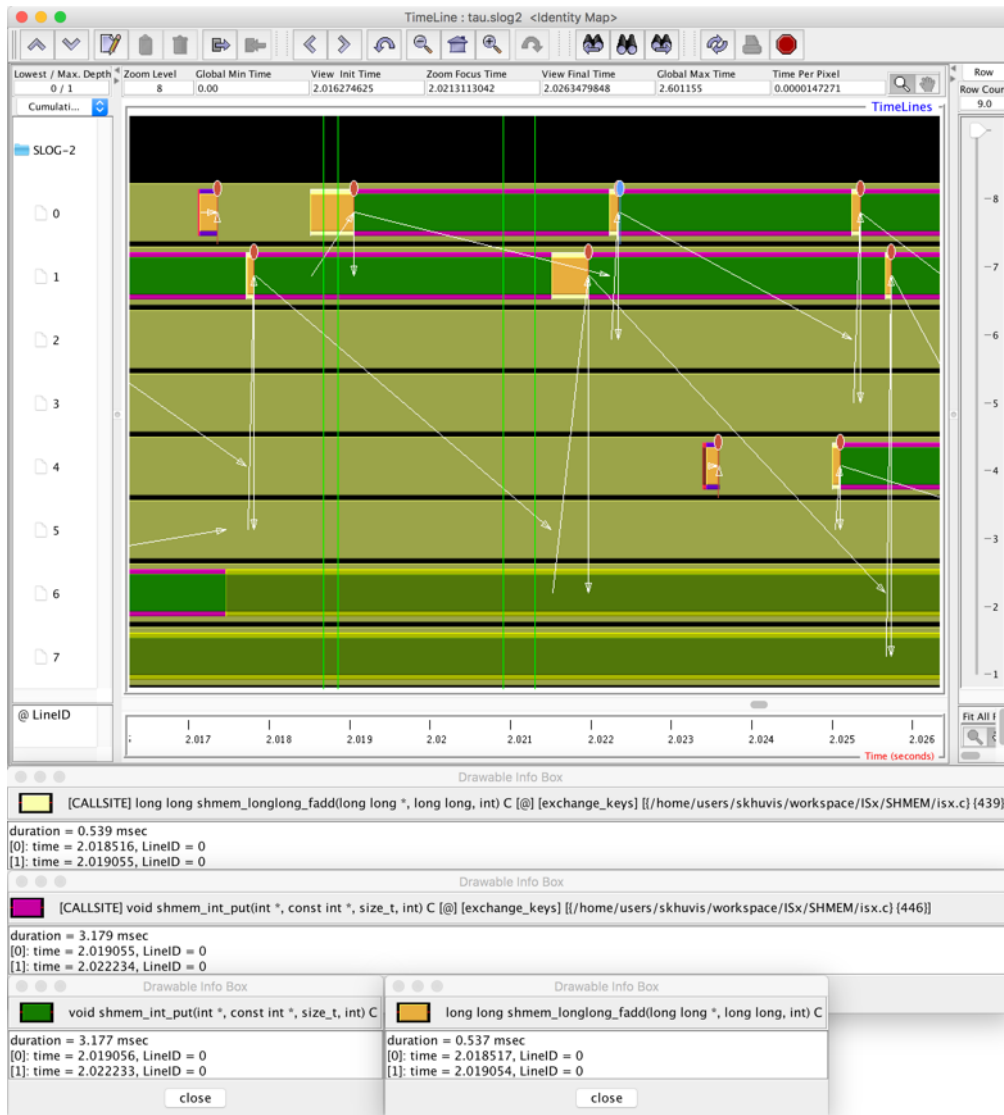 TimeLine : tau.slog2 <Identity Map>
Lowest / Max. Depth Zoom Level Global Min Time View Init Time Zoom Focus Time View Final Time Global Max Time Time Per Pixel Row
0 / 1 8 0.00 2.016274625 2.0213113042 2.0263479848 2.601155 0.0000147271 Row Cour
Cumulati... TimeLines 9.0
SLOG-2
0
1
2
3
4
5
6
7
8
7
6
5
4
3
2
1
@ LineID
2.017 2.018 2.019 2.02 2.021 2.022 2.023 2.024 2.025 2.026
Time (seconds)
Fit All F
Drawable Info Box
[CALLSITE] long long shmem_longlong_fadd(long long *, long long, int) C [@] [exchange_keys] [{/home/users/skhuvis/workspace/ISx/SHMEM/isx.c} {439}
duration = 0.539 msec
[0]: time = 2.018516, LineID = 0
[1]: time = 2.019055, LineID = 0
Drawable Info Box
[CALLSITE] void shmem_int_put(int *, const int *, size_t, int) C [@] [exchange_keys] [{/home/users/skhuvis/workspace/ISx/SHMEM/isx.c} {446}]
duration = 3.179 msec
[0]: time = 2.019055, LineID = 0
[1]: time = 2.022234, LineID = 0
Drawable Info Box
void shmem_int_put(int *, const int *, size_t, int) C
duration = 3.177 msec
[0]: time = 2.019056, LineID = 0
[1]: time = 2.022233, LineID = 0
close
Drawable Info Box
long long shmem_longlong_fadd(long long *, long long, int) C
duration = 0.537 msec
[0]: time = 2.018517, LineID = 0
[1]: time = 2.019054, LineID = 0
close